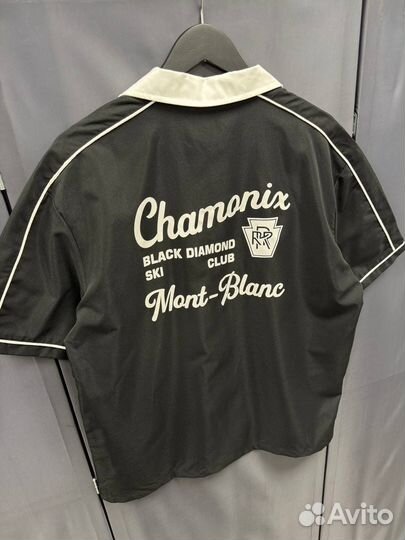 Chamonix
BLACK DIAMOND
SKI CLUB
Mont-Blanc
Avito